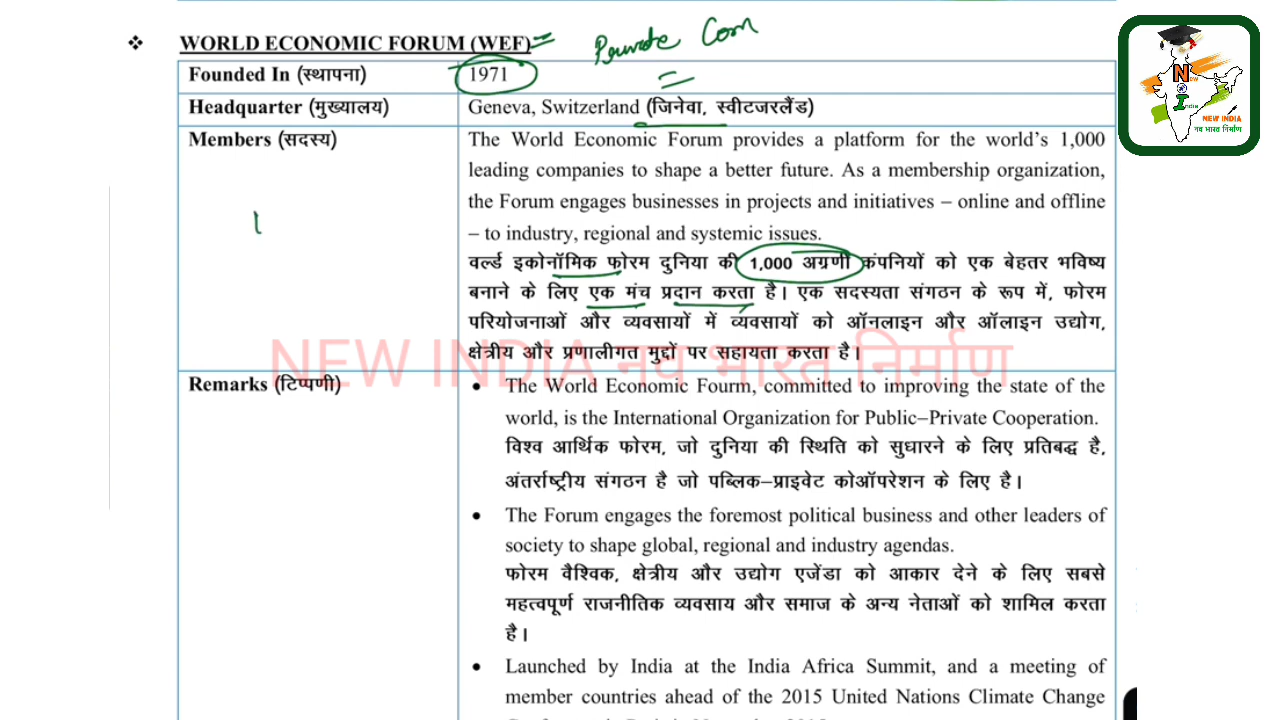 ❖ WORLD ECONOMIC FORUM (WEF)
Private Com
Founded In (स्थापना) 1971
Headquarter (मुख्यालय) Geneva, Switzerland (जिनेवा, स्वीटजरलैंड)
Members (सदस्य) The World Economic Forum provides a platform for the world's 1,000
leading companies to shape a better future. As a membership organization,
the Forum engages businesses in projects and initiatives – online and offline
– to industry, regional and systemic issues.
वर्ल्ड इकोनॉमिक फोरम दुनिया की 1,000 अग्रणी कंपनियों को एक बेहतर भविष्य
बनाने के लिए एक मंच प्रदान करता है। एक सदस्यता संगठन के रूप में, फोरम
परियोजनाओं और व्यवसायों में व्यवसायों को ऑनलाइन और ऑलाइन उद्योग,
क्षेत्रीय और प्रणालीगत मुद्दों पर सहायता करता है।
NEW INDIA नव भारत निर्माण
Remarks (टिप्पणी) • The World Economic Fourm, committed to improving the state of the
world, is the International Organization for Public–Private Cooperation.
विश्व आर्थिक फोरम, जो दुनिया की स्थिति को सुधारने के लिए प्रतिबद्ध है,
अंतर्राष्ट्रीय संगठन है जो पब्लिक–प्राइवेट कोऑपरेशन के लिए है।
• The Forum engages the foremost political business and other leaders of
society to shape global, regional and industry agendas.
फोरम वैश्विक, क्षेत्रीय और उद्योग एजेंडा को आकार देने के लिए सबसे
महत्वपूर्ण राजनीतिक व्यवसाय और समाज के अन्य नेताओं को शामिल करता
है।
• Launched by India at the India Africa Summit, and a meeting of
member countries ahead of the 2015 United Nations Climate Change
N New
I India
NEW INDIA
नव भारत निर्माण